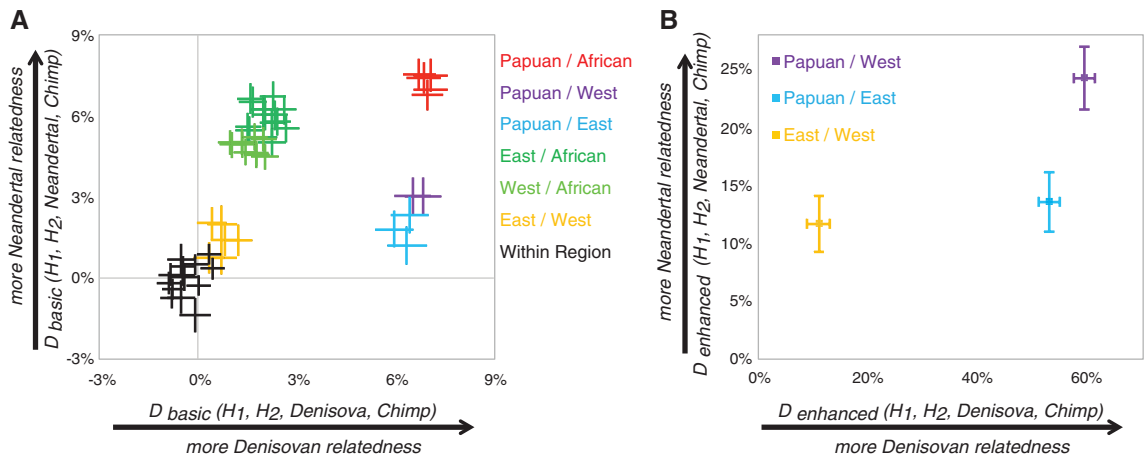 A
more Neandertal relatedness
D basic (H1, H2, Neandertal, Chimp)
9%
6%
3%
0%
-3%
-3% 0% 3% 6% 9%
D basic (H1, H2, Denisova, Chimp)
more Denisovan relatedness
Papuan / African
Papuan / West
Papuan / East
East / African
West / African
East / West
Within Region
B
more Neandertal relatedness
D enhanced (H1, H2, Neandertal, Chimp)
25%
20%
15%
10%
5%
0%
Papuan / West
Papuan / East
East / West
0% 20% 40% 60%
D enhanced (H1, H2, Denisova, Chimp)
more Denisovan relatedness